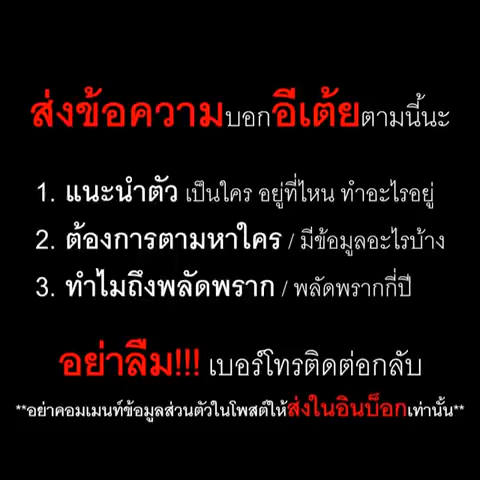 ส่งข้อความบอกอีเต้ยตามนี้นะ
1. แนะนำตัว เป็นใคร อยู่ที่ไหน ทำอะไรอยู่
2. ต้องการตามหาใคร / มีข้อมูลอะไรบ้าง
3. ทำไมถึงพลัดพราก / พลัดพรากกี่ปี
อย่าลืม!!! เบอร์โทรติดต่อกลับ
**อย่าคอมเมนท์ข้อมูลส่วนตัวในโพสต์ให้ส่งในอินบ็อกเท่านั้น**